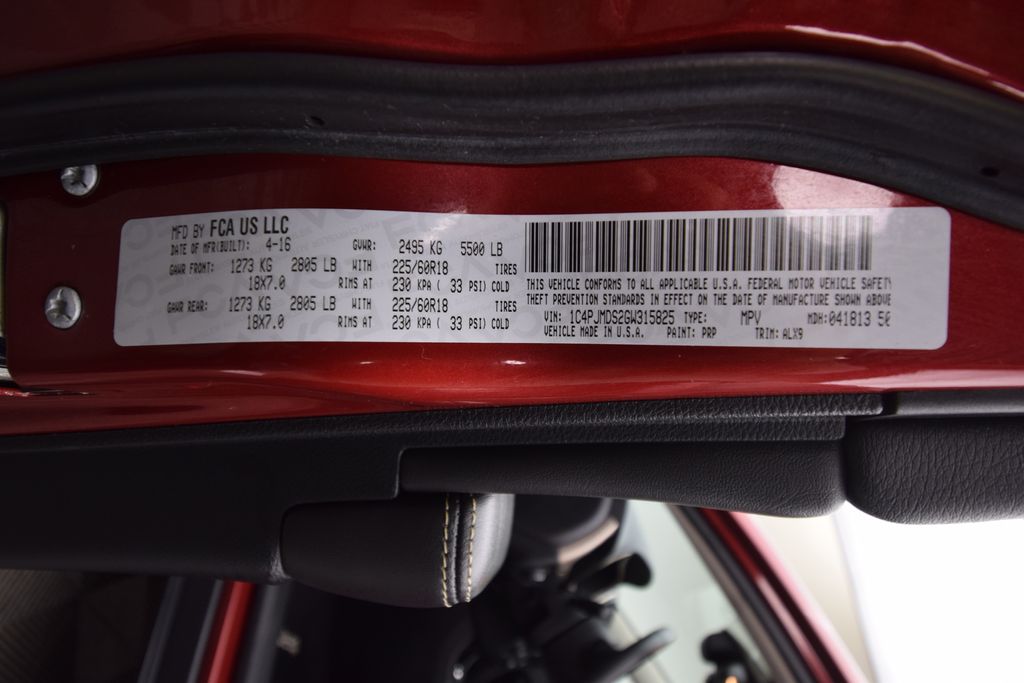 MFD BY FCA US LLC
DATE OF MFR(BUILT): 4-16 GVWR: 2495 KG 5500 LB
GAWR FRONT: 1273 KG 2805 LB WITH 225/60R18 TIRES
18X7.0 RIMS AT 230 KPA ( 33 PSI) COLD
GAWR REAR: 1273 KG 2805 LB WITH 225/60R18 TIRES
18X7.0 RIMS AT 230 KPA ( 33 PSI) COLD
THIS VEHICLE CONFORMS TO ALL APPLICABLE U.S.A. FEDERAL MOTOR VEHICLE SAFETY
THEFT PREVENTION STANDARDS IN EFFECT ON THE DATE OF MANUFACTURE SHOWN ABOVE
VIN: 1C4PJMDS2GW315825 TYPE: MPV MDH: 041813 50
VEHICLE MADE IN U.S.A. PAINT: PRP TRIM: ALX9